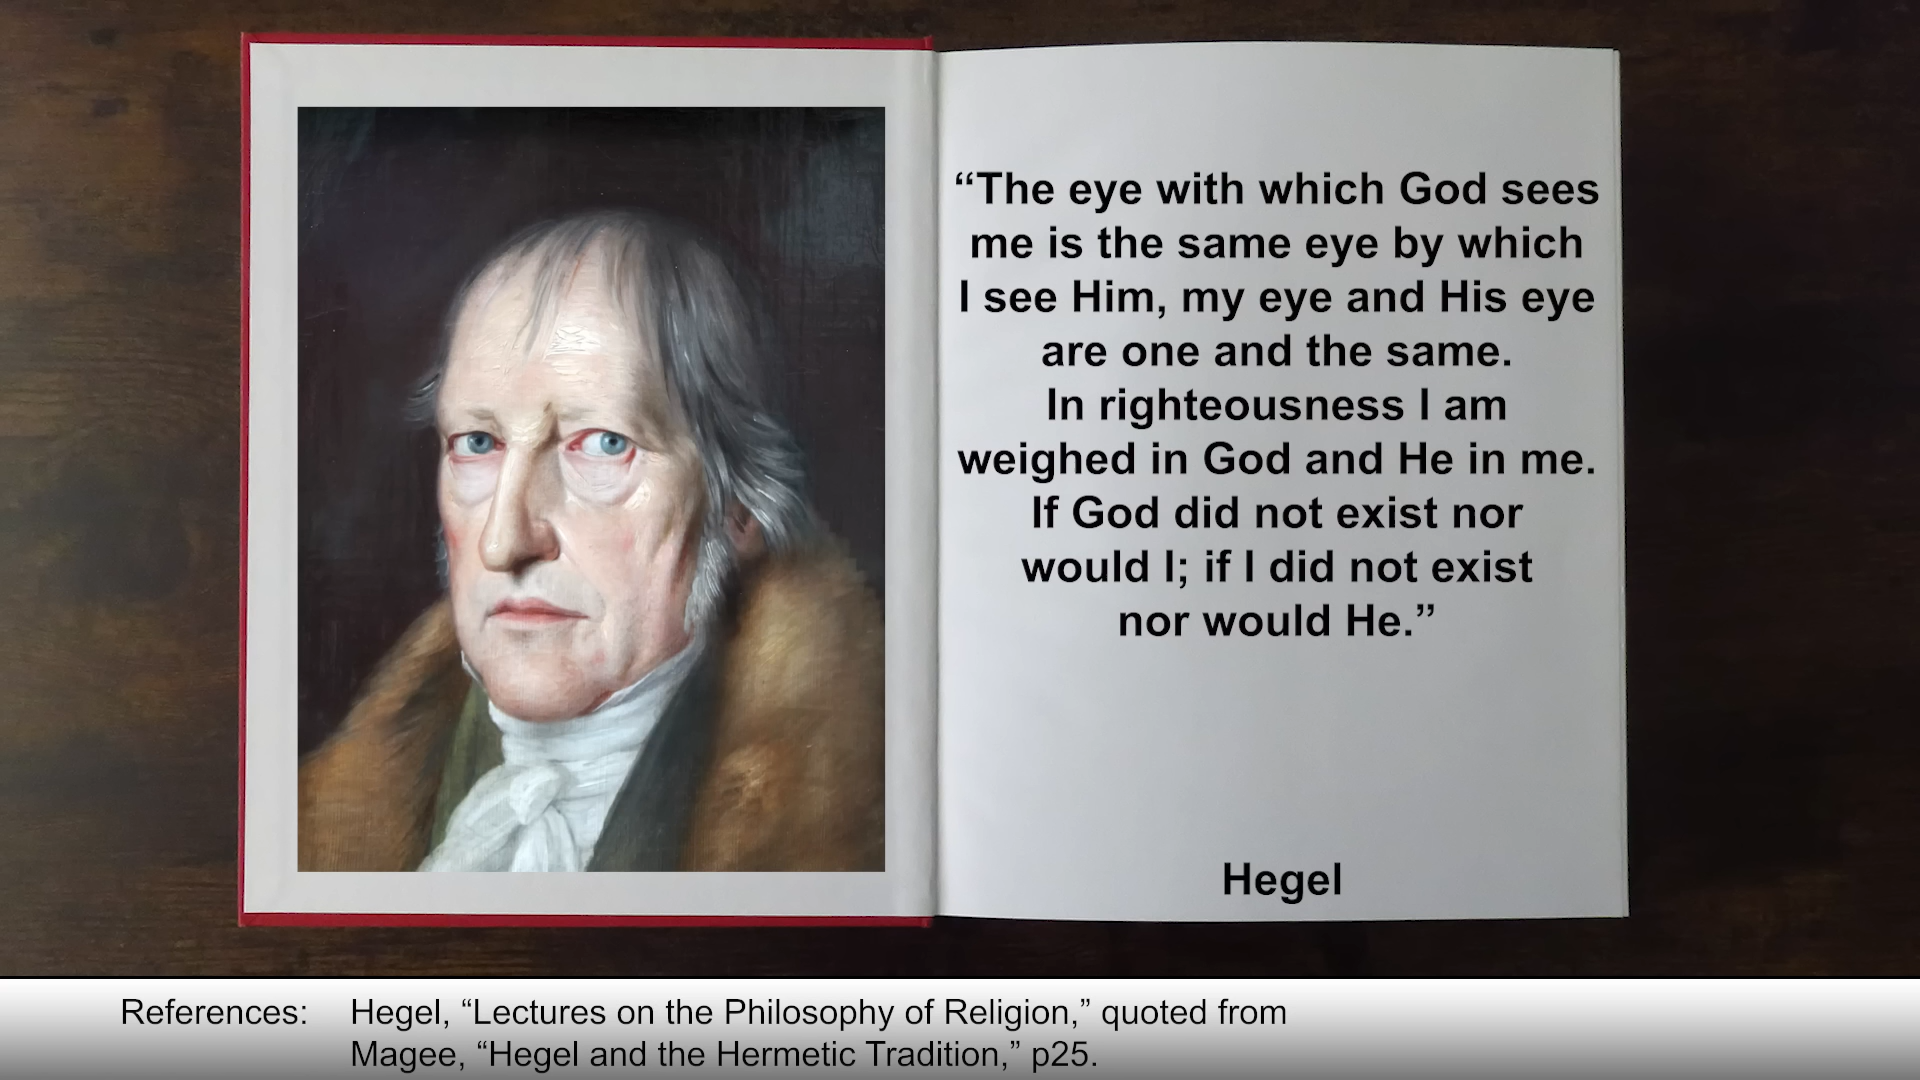 “The eye with which God sees
me is the same eye by which
I see Him, my eye and His eye
are one and the same.
In righteousness I am
weighed in God and He in me.
If God did not exist nor
would I; if I did not exist
nor would He.”
Hegel
References: Hegel, “Lectures on the Philosophy of Religion,” quoted from
Magee, “Hegel and the Hermetic Tradition,” p25.